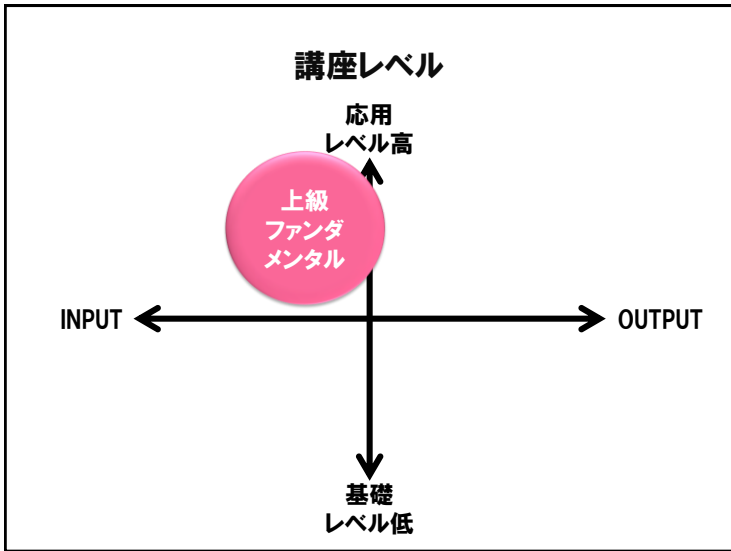 講座レベル
応用
レベル高
上級
ファンダ
メンタル
INPUT
OUTPUT
基礎
レベル低